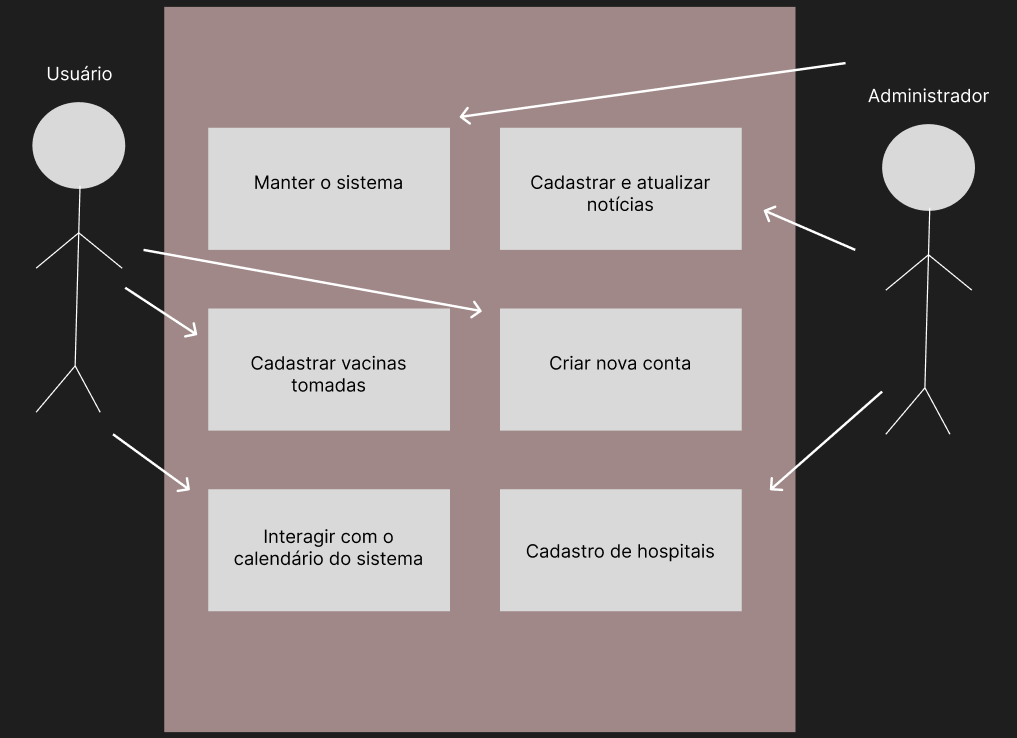 Usuário
Administrador
Manter o sistema
Cadastrar e atualizar
notícias
Cadastrar vacinas
tomadas
Criar nova conta
Interagir com o
calendário do sistema
Cadastro de hospitais